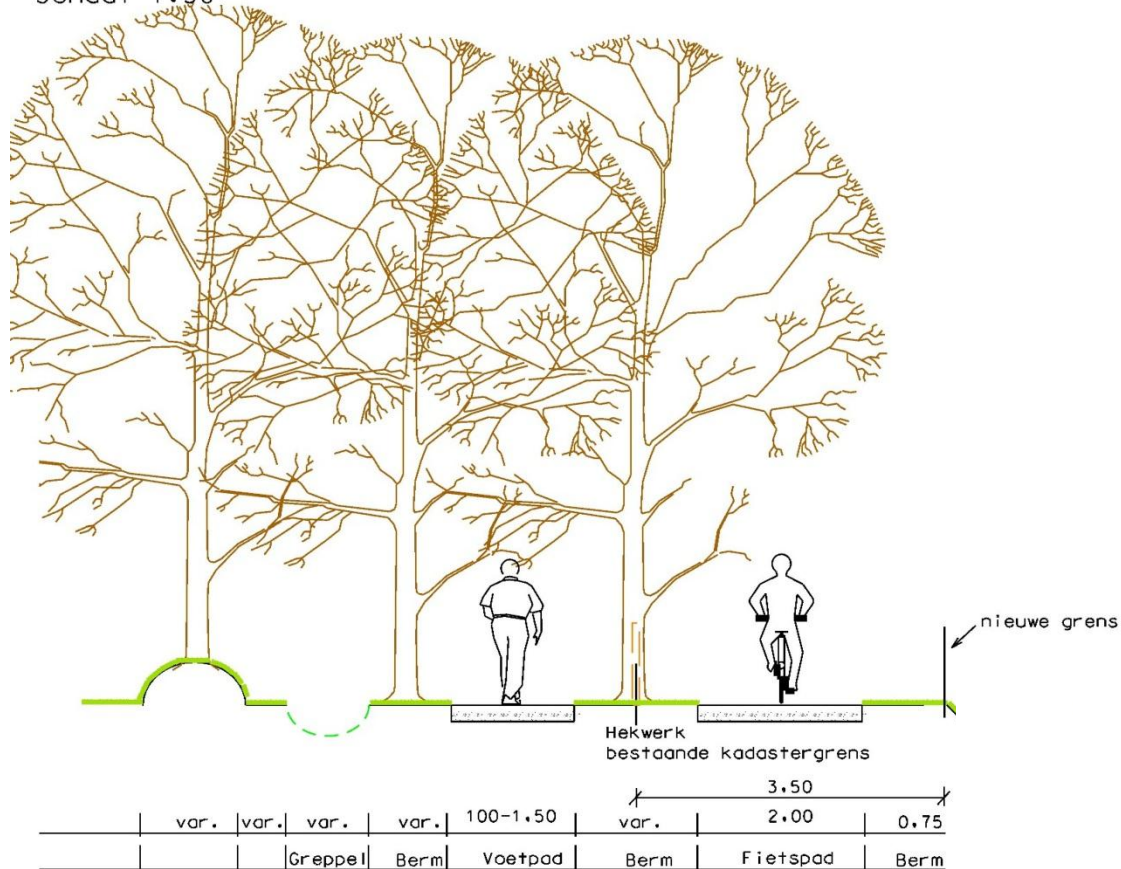 nieuwe grens
Hekwerk
bestaande kadastergrens
3.50
var. var. var. var. 100-1.50 var. 2.00 0.75
Greppel Berm Voetpad Berm Fietspad Berm